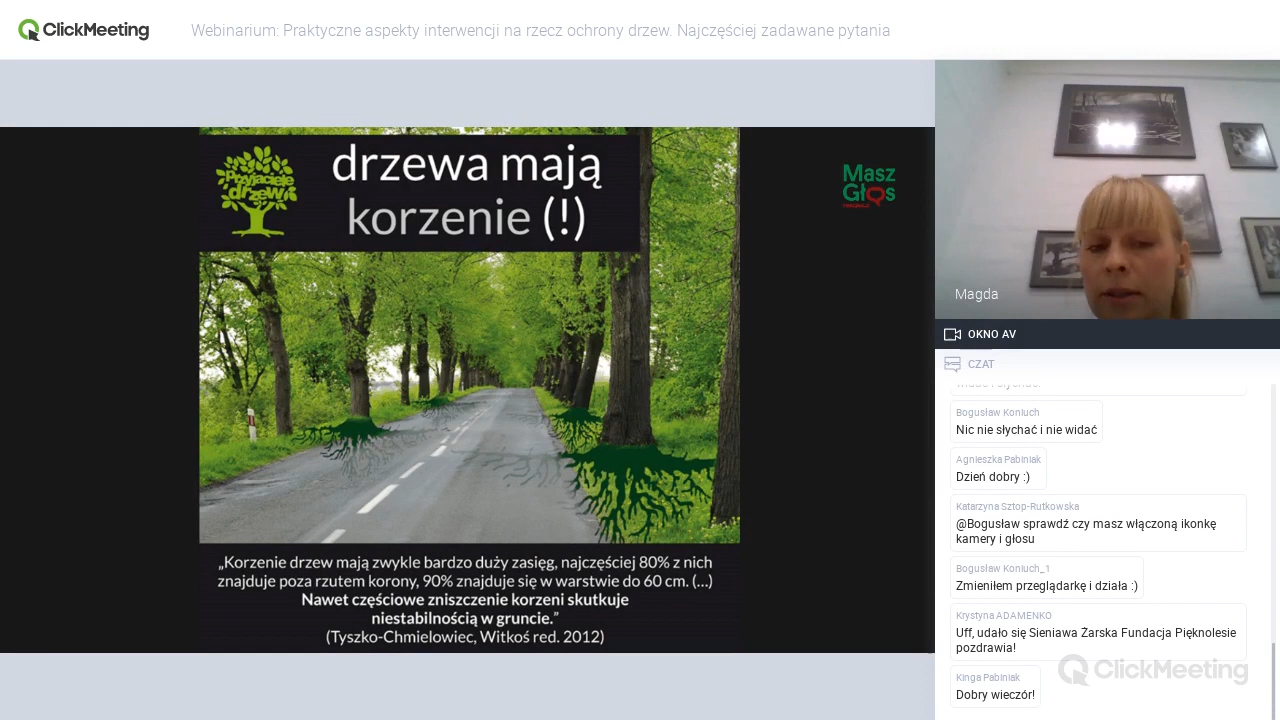 ClickMeeting
Webinarium: Praktyczne aspekty interwencji na rzecz ochrony drzew. Najczęściej zadawane pytania
Przyjaciele
drzew
drzewa mają
korzenie (!)
Masz
Głos
„Korzenie drzew mają zwykle bardzo duży zasięg, najczęściej 80% z nich
znajduje poza rzutem korony, 90% znajduje się w warstwie do 60 cm. (...)
Nawet częściowe zniszczenie korzeni skutkuje
niestabilnością w gruncie.”
(Tyszko-Chmielowiec, Witkoś red. 2012)
Magda
OKNO AV
CZAT
Bogusław Koniuch
Nic nie słychać i nie widać
Agnieszka Pabiniak
Dzień dobry :)
Katarzyna Sztop-Rutkowska
@Bogusław sprawdź czy masz włączoną ikonkę
kamery i głosu
Bogusław Koniuch_1
Zmieniłem przeglądarkę i działa :)
Krystyna ADAMENKO
Uff, udało się Sieniawa Żarska Fundacja Pięknolesie
pozdrawia!
Kinga Pabiniak
Dobry wieczór!
ClickMeeting